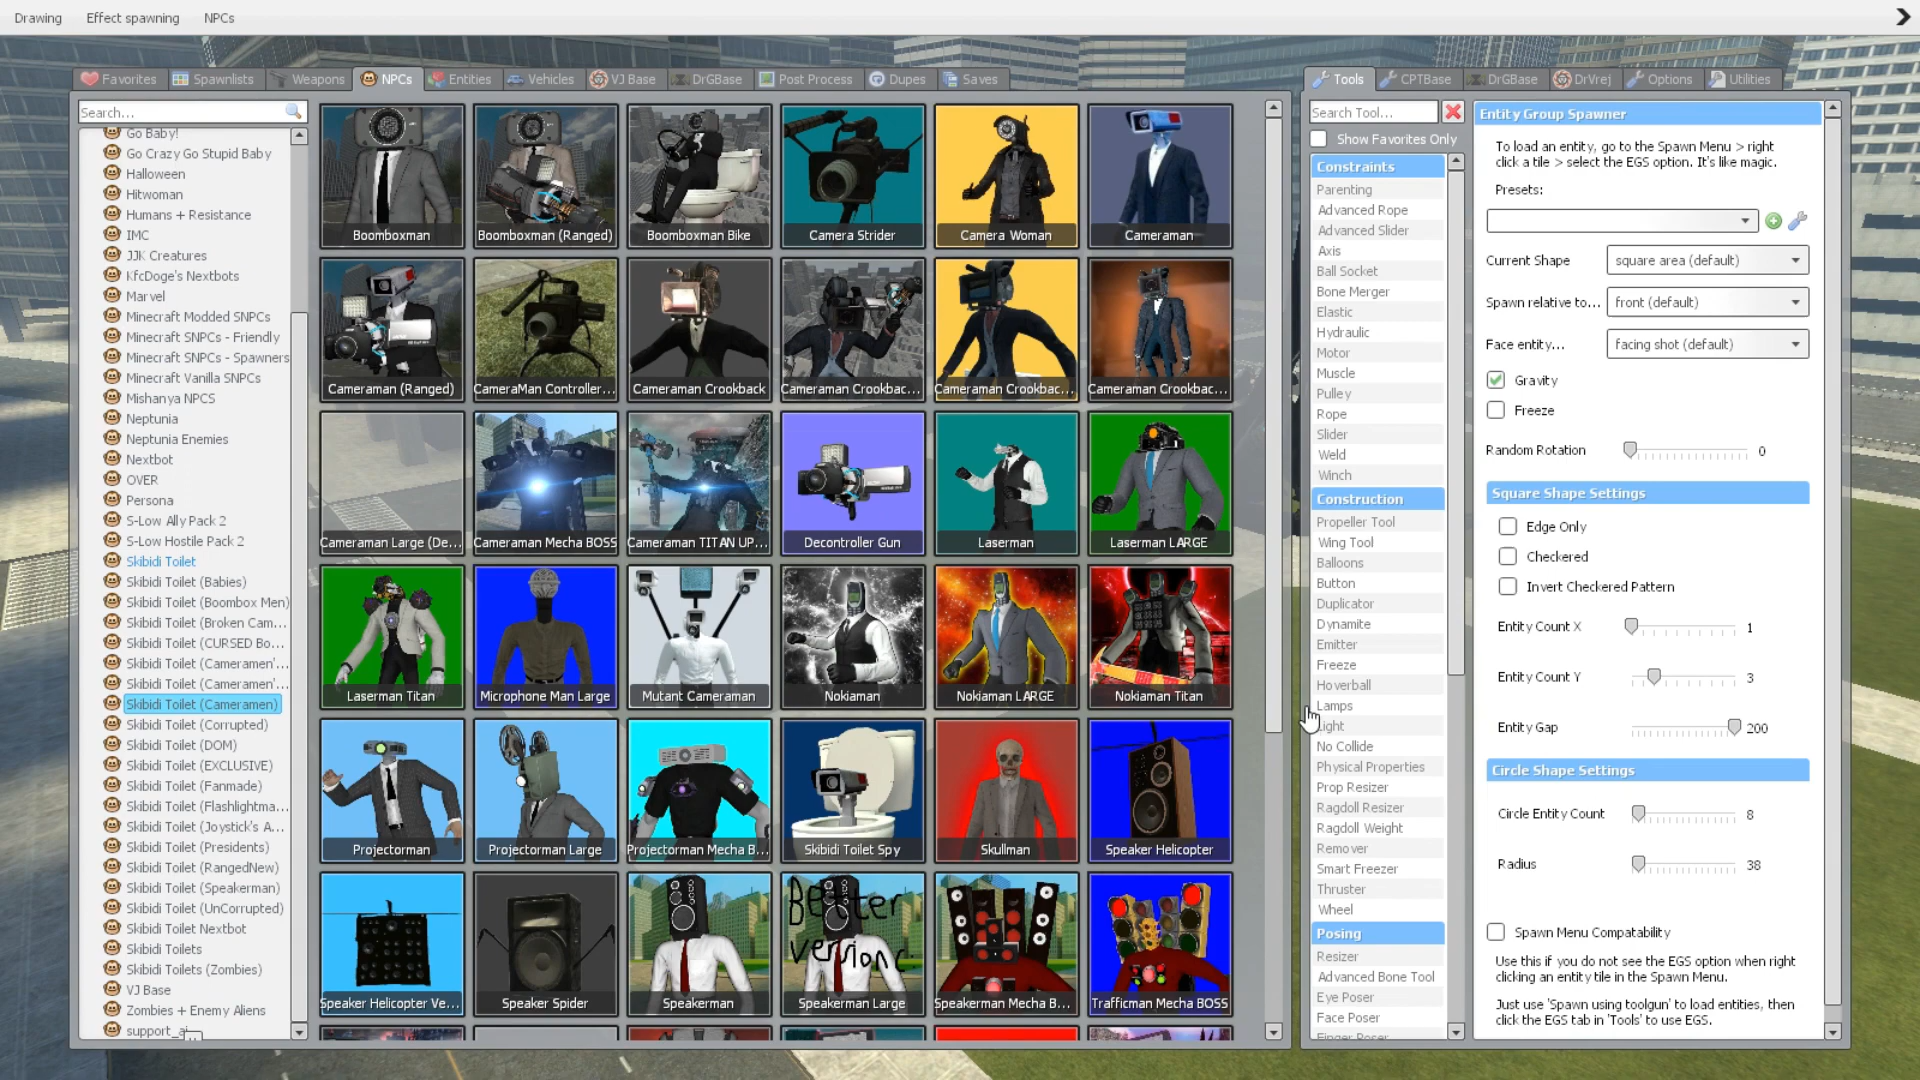 Drawing Effect spawning NPCs
Favorites Spawnlists Weapons NPCs Entities Vehicles VJ Base DrGBase Post Process Dupes Saves
Search...
Go Baby!
Go Crazy Go Stupid Baby
Halloween
Hitwoman
Humans + Resistance
IMC
JJK Creatures
KfcDoge's Nextbots
Marvel
Minecraft Modded SNPCs
Minecraft SNPCs - Friendly
Minecraft SNPCs - Spawners
Minecraft Vanilla SNPCs
Mishanya NPCS
Neptunia
Neptunia Enemies
Nextbot
OVER
Persona
S-Low Ally Pack 2
S-Low Hostile Pack 2
Skibidi Toilet
Skibidi Toilet (Babies)
Skibidi Toilet (Boombox Men)
Skibidi Toilet (Broken Cam...
Skibidi Toilet (CURSED Bo...
Skibidi Toilet (Cameramen'...
Skibidi Toilet (Cameramen'...
Skibidi Toilet (Cameramen)
Skibidi Toilet (Corrupted)
Skibidi Toilet (DOM)
Skibidi Toilet (EXCLUSIVE)
Skibidi Toilet (Fanmade)
Skibidi Toilet (Flashlightma...
Skibidi Toilet (Joystick's A...
Skibidi Toilet (Presidents)
Skibidi Toilet (RangedNew)
Skibidi Toilet (Speakerman)
Skibidi Toilet (UnCorrupted)
Skibidi Toilet Nextbot
Skibidi Toilets
Skibidi Toilets (Zombies)
VJ Base
Zombies + Enemy Aliens
support_ai
...
Boomboxman Boomboxman (Ranged) Boomboxman Bike Camera Strider Camera Woman Cameraman
Cameraman (Ranged) CameraMan Controller... Cameraman Crookback Cameraman Crookbac... Cameraman Crookbac... Cameraman Crookbac...
Cameraman Large (De... Cameraman Mecha BOSS Cameraman TITAN UP... Decontroller Gun Laserman Laserman LARGE
Laserman Titan Microphone Man Large Mutant Cameraman Nokiaman Nokiaman LARGE Nokiaman Titan
Projectorman Projectorman Large Projectorman Mecha B... Skibidi Toilet Spy Skullman Speaker Helicopter
Better
versionc.
Speaker Helicopter Ve... Speaker Spider Speakerman Speakerman Large Speakerman Mecha B... Trafficman Mecha BOSS
Tools CPTBase DrGBase DrVrej Options Utilities
Search Tool...
Show Favorites Only
Constraints
Parenting
Advanced Rope
Advanced Slider
Axis
Ball Socket
Bone Merger
Elastic
Hydraulic
Motor
Muscle
Pulley
Rope
Slider
Weld
Winch
Construction
Propeller Tool
Wing Tool
Balloons
Button
Duplicator
Dynamite
Emitter
Freeze
Hoverball
Lamps
Light
No Collide
Physical Properties
Prop Resizer
Ragdoll Resizer
Ragdoll Weight
Remover
Smart Freezer
Thruster
Wheel
Posing
Resizer
Advanced Bone Tool
Eye Poser
Face Poser
Finger Poser
Entity Group Spawner
To load an entity, go to the Spawn Menu > right
click a tile > select the EGS option. It's like magic.
Presets:
Current Shape square area (default)
Spawn relative to... front (default)
Face entity... facing shot (default)
Gravity
Freeze
Random Rotation 0
Square Shape Settings
Edge Only
Checkered
Invert Checkered Pattern
Entity Count X 1
Entity Count Y 3
Entity Gap 200
Circle Shape Settings
Circle Entity Count 8
Radius 38
Spawn Menu Compatability
Use this if you do not see the EGS option when right
clicking an entity tile in the Spawn Menu.
Just use 'Spawn using toolgun' to load entities, then
click the EGS tab in 'Tools' to use EGS.